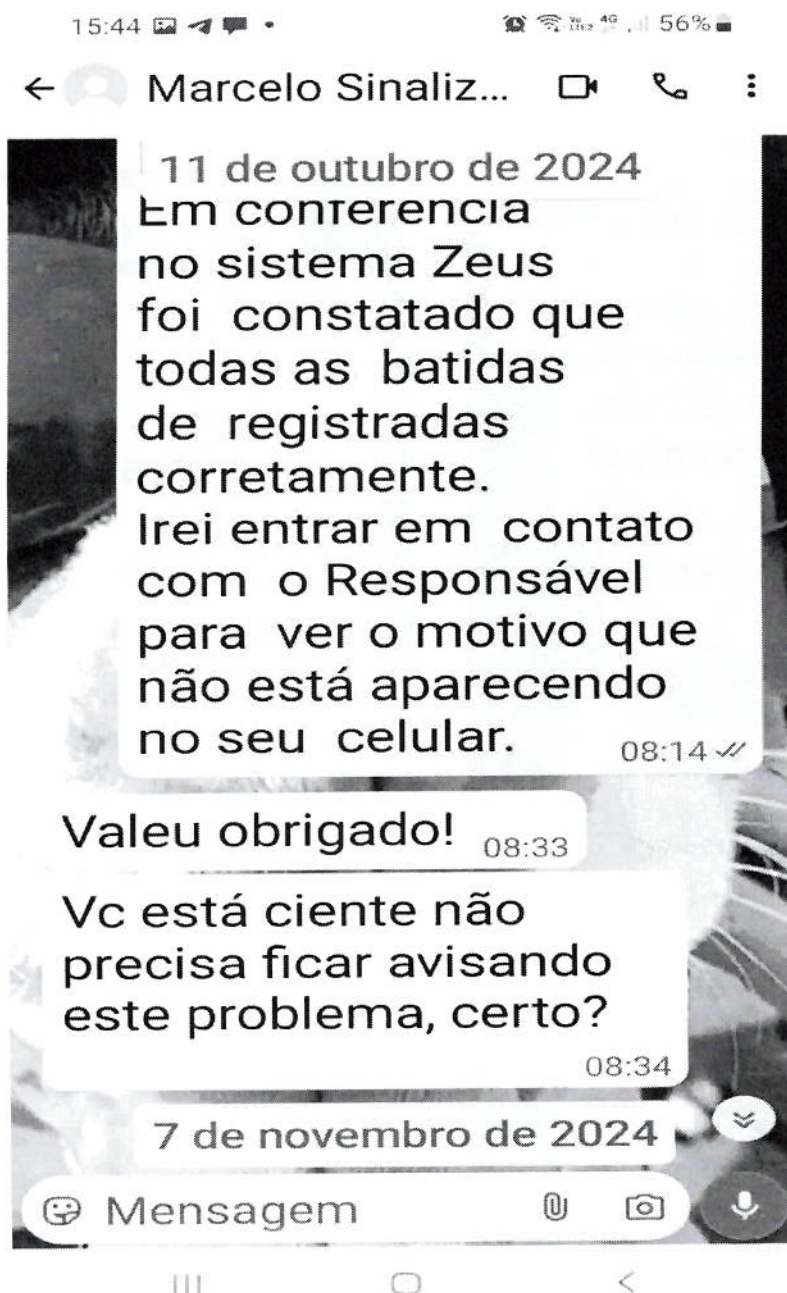 15:44
4G
56%
Marcelo Sinaliz...
11 de outubro de 2024
Em conferencia
no sistema Zeus
foi constatado que
todas as batidas
de registradas
corretamente.
Irei entrar em contato
com o Responsável
para ver o motivo que
não está aparecendo
no seu celular.
08:14
Valeu obrigado!
08:33
Vc está ciente não
precisa ficar avisando
este problema, certo?
08:34
7 de novembro de 2024
Mensagem